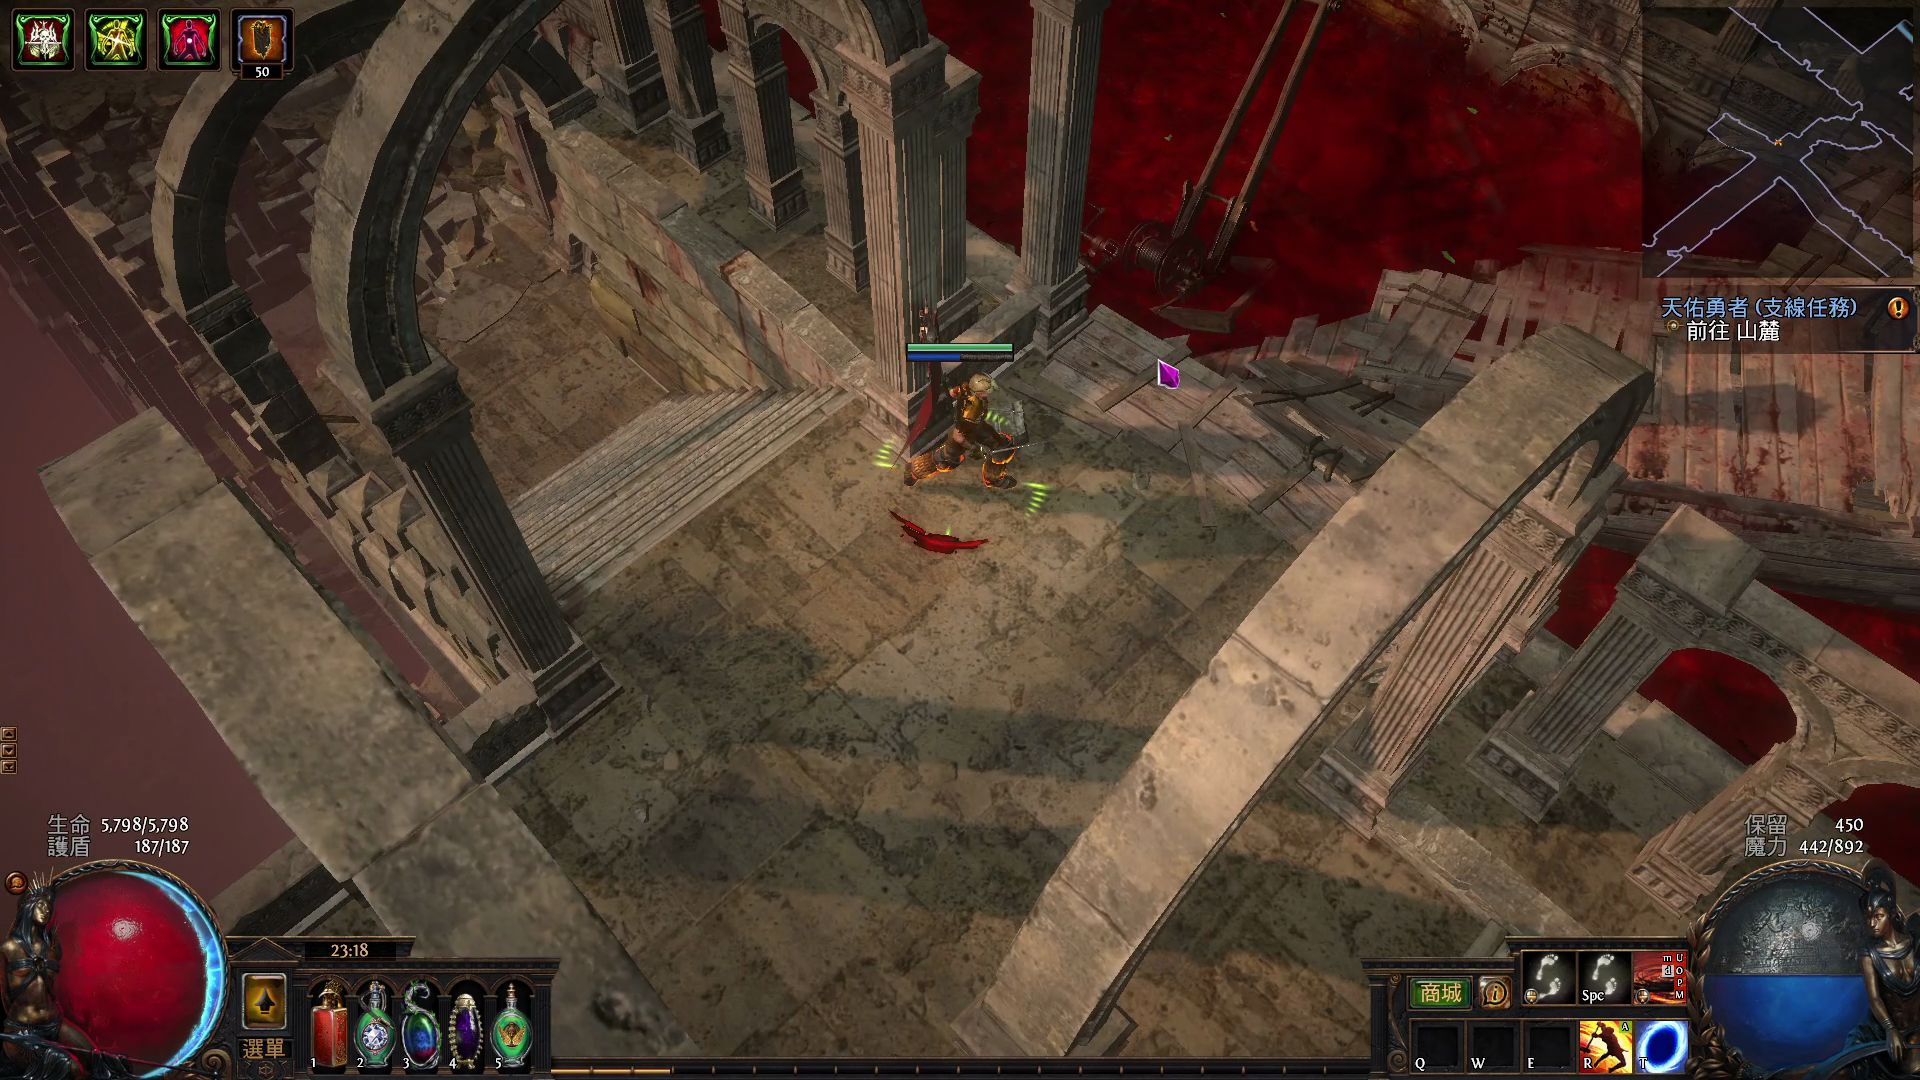 50
天佑勇者 (支線任務)
前往 山麓
生命 5,798/5,798
護盾 187/187
保留 450
魔力 442/892
23:18
選單
1
2
3
4
5
商城
Spc
m U
d O
P
M
Q
W
E
R
A
T